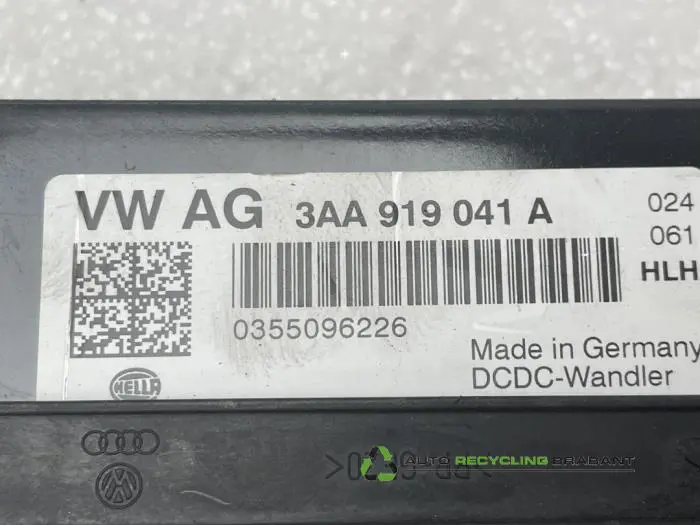 VW AG 3AA 919 041 A 024
061
HLH
0355096226
Made in Germany
DCDC-Wandler
HELLA
AUTO RECYCLING BRABANT